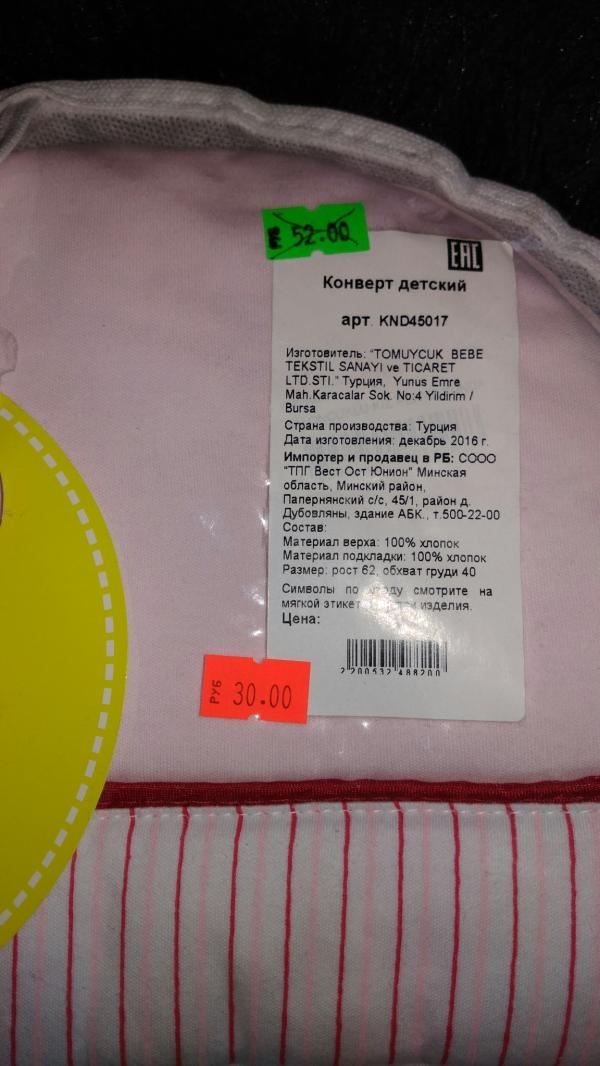 РУБ 52.00
EAC
Конверт детский
арт. KND45017
Изготовитель: "TOMUYCUK BEBE
TEKSTIL SANAYI ve TICARET
LTD.STI." Турция, Yunus Emre
Mah.Karacalar Sok. No:4 Yildirim /
Bursa
Страна производства: Турция
Дата изготовления: декабрь 2016 г.
Импортер и продавец в РБ: СООО
"ТПГ Вест Ост Юнион" Минская
область, Минский район,
Папернянский с/с, 45/1, район д.
Дубовляны, здание АБК., т.500-22-00
Состав:
Материал верха: 100% хлопок
Материал подкладки: 100% хлопок
Размер: рост 62, обхват груди 40
Символы по уходу смотрите на
мягкой изделия.
Цена:
2200532488200
РУБ 30.00